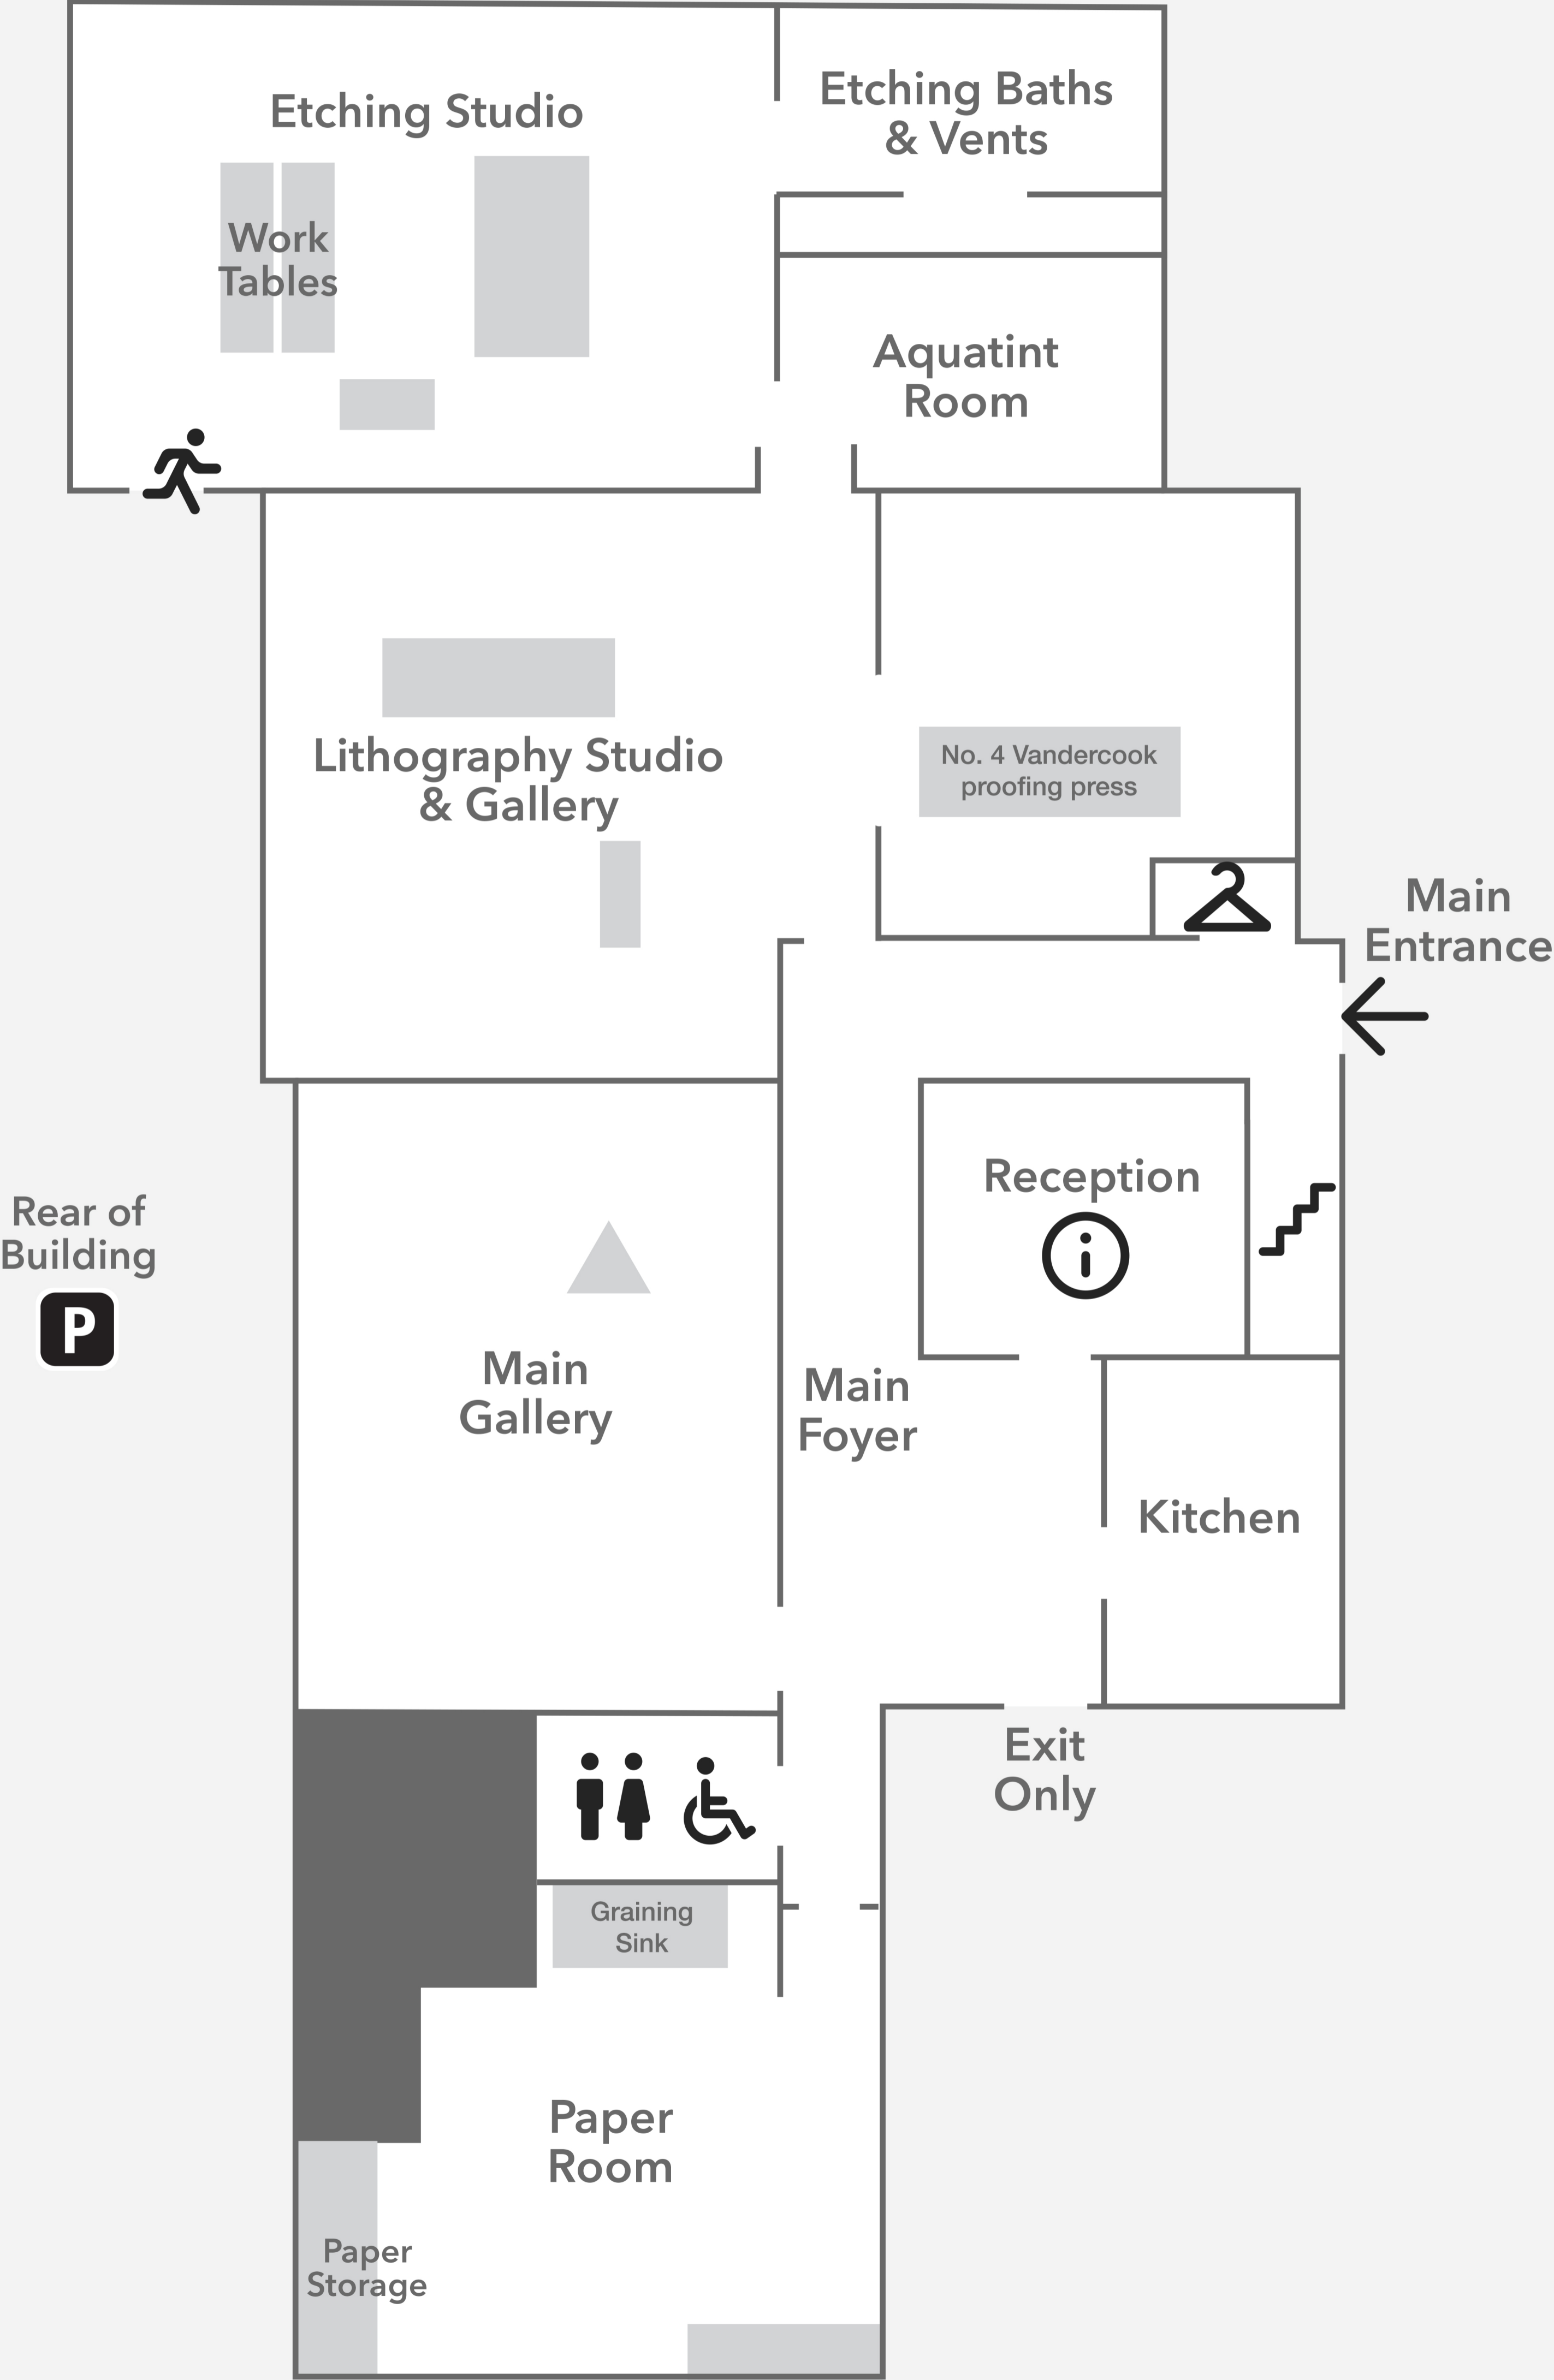 Etching Studio
Etching Baths
& Vents
Work
Tables
Aquatint
Room
Lithography Studio
& Gallery
No. 4 Vandercook
proofing press
Main
Entrance
Reception
Rear of
Building
P
Main
Gallery
Main
Foyer
Kitchen
Exit
Only
Graining
Sink
Paper
Room
Paper
Storage